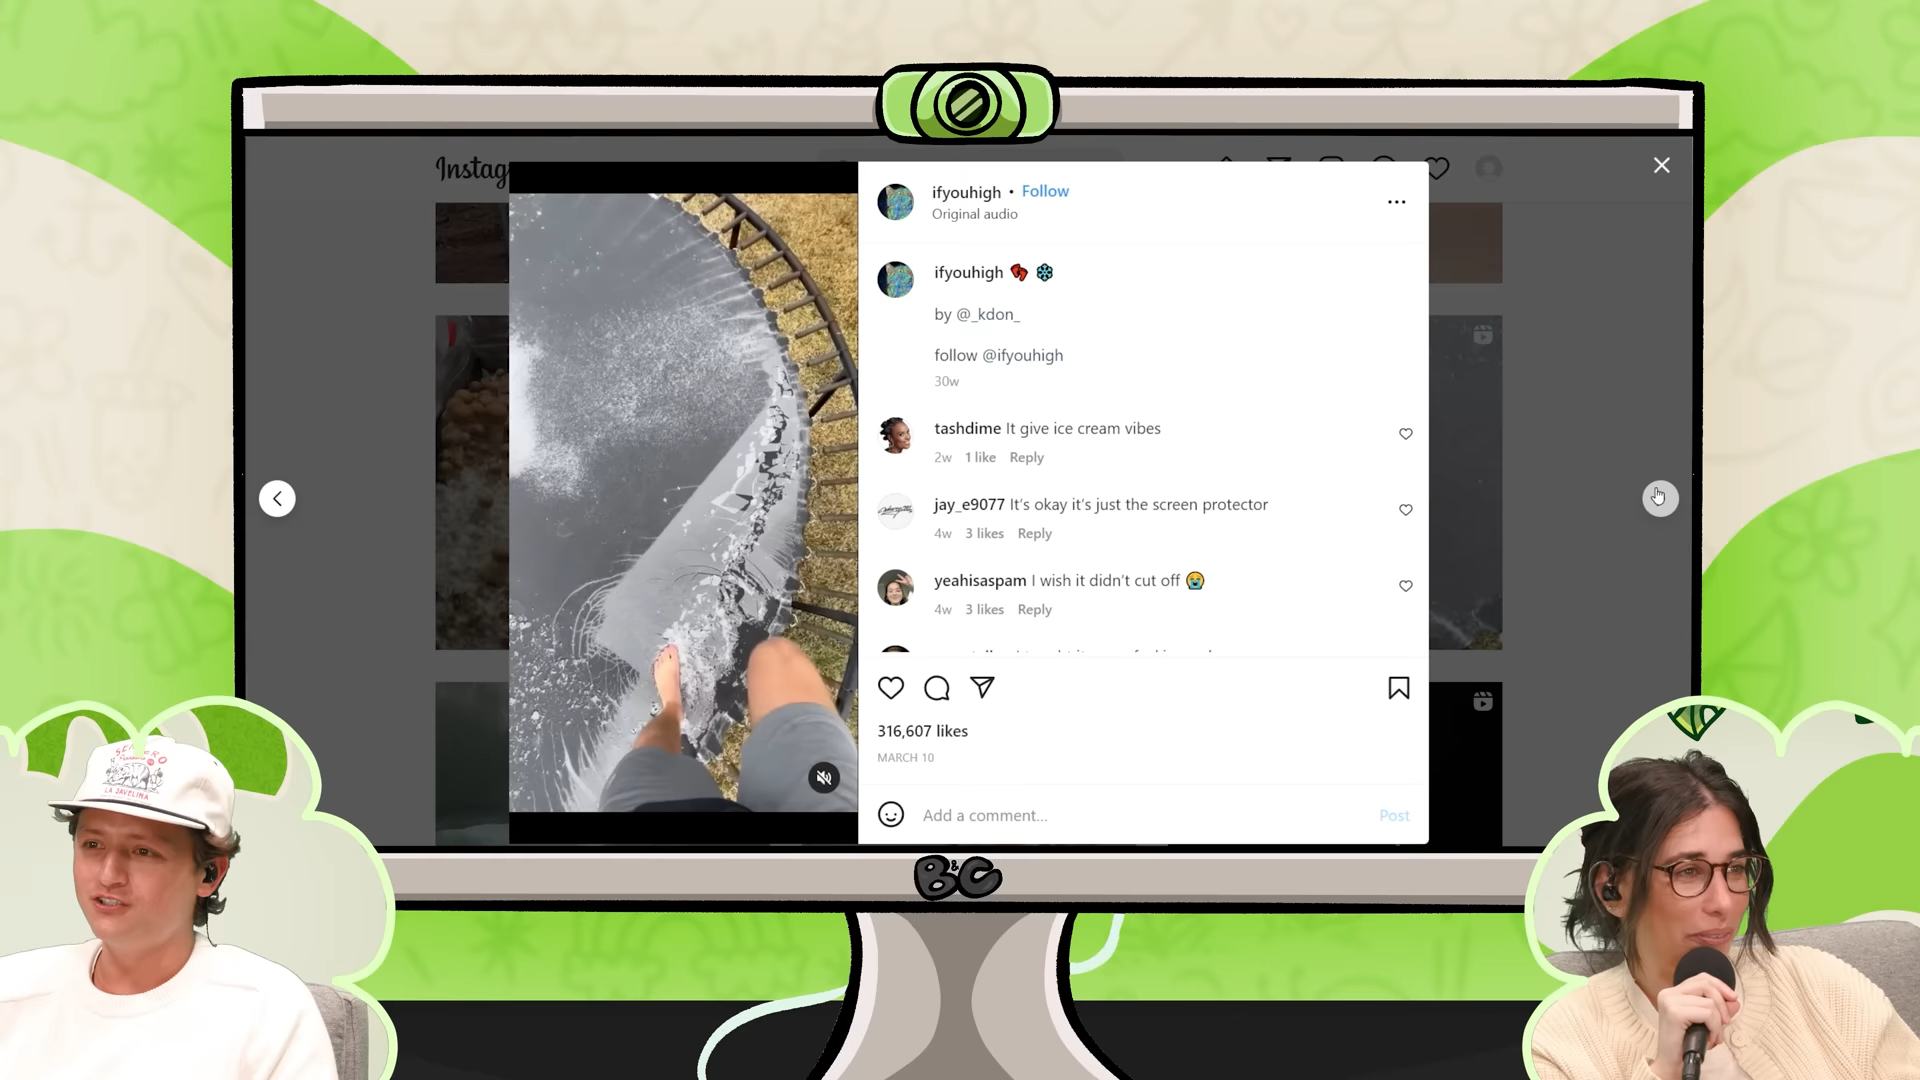 Instag
ifyouhigh • Follow
Original audio
ifyouhigh
by @_kdon_
follow @ifyouhigh
30w
tashdime It give ice cream vibes
2w 1 like Reply
jay_e9077 It's okay it's just the screen protector
4w 3 likes Reply
yeahisaspam I wish it didn't cut off 😭
4w 3 likes Reply
316,607 likes
MARCH 10
Add a comment...
Post
LA JAVELINA
B&C